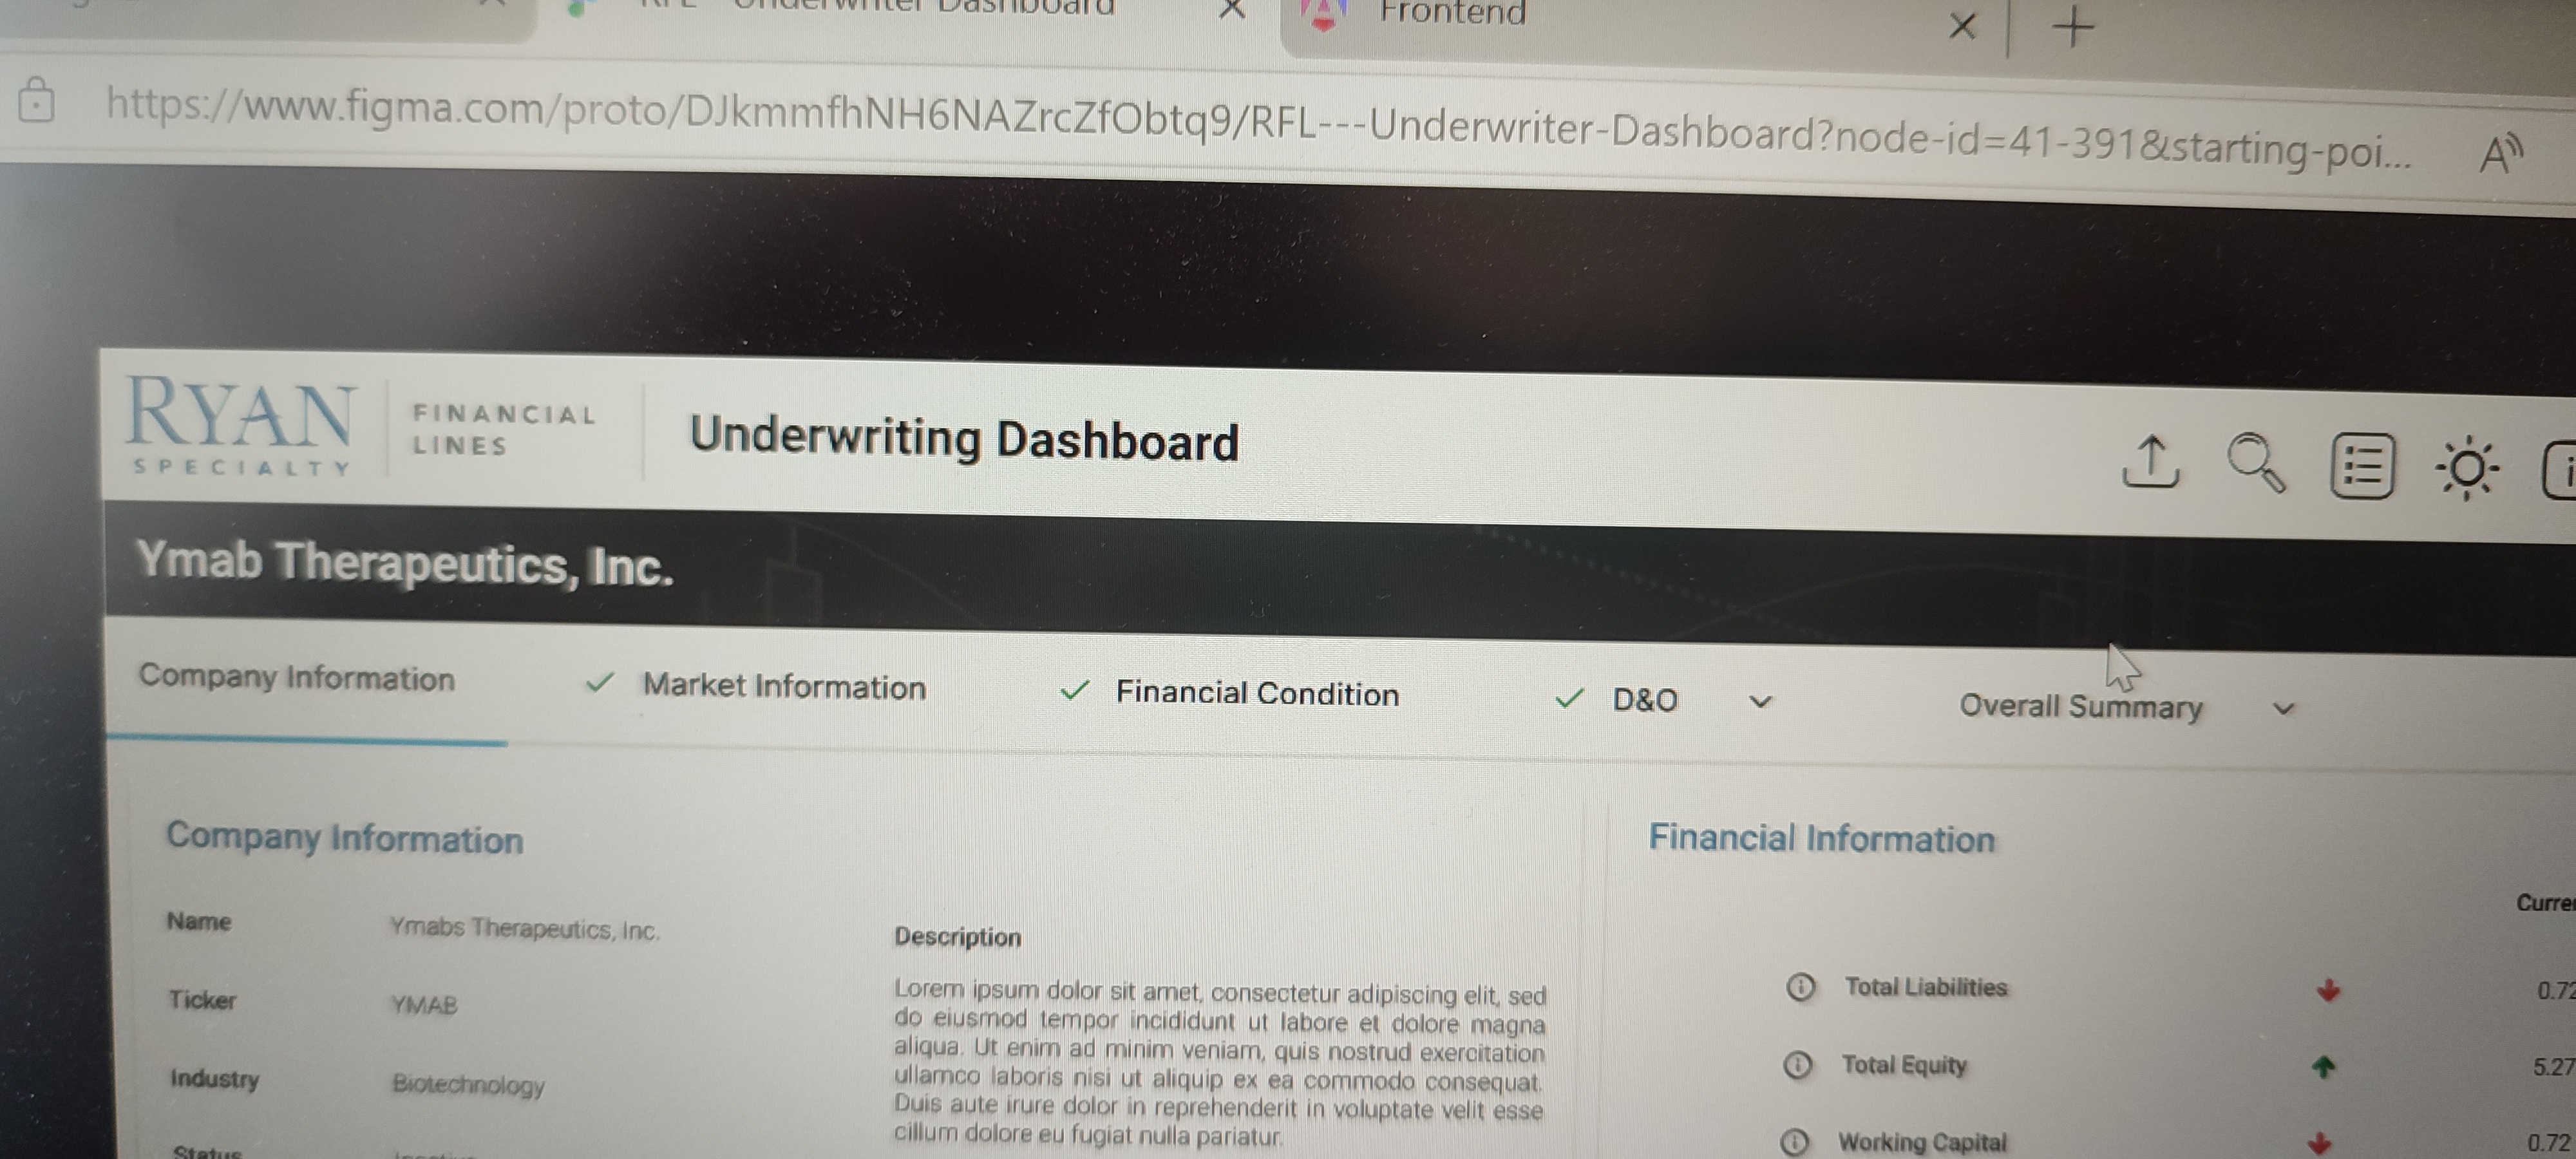 Underwriter Dashboard
Frontend
https://www.figma.com/proto/DJkmmfhNH6NAZrcZfObtq9/RFL---Underwriter-Dashboard?node-id=41-391&starting-poi...
RYAN
SPECIALTY
FINANCIAL
LINES
Underwriting Dashboard
Ymab Therapeutics, Inc.
Company Information
Market Information
Financial Condition
D&O
Overall Summary
Company Information
Name
Ymabs Therapeutics, Inc.
Ticker
YMAB
Industry
Biotechnology
Status
Description
Lorem ipsum dolor sit amet, consectetur adipiscing elit, sed
do eiusmod tempor incididunt ut labore et dolore magna
aliqua. Ut enim ad minim veniam, quis nostrud exercitation
ullamco laboris nisi ut aliquip ex ea commodo consequat.
Duis aute irure dolor in reprehenderit in voluptate velit esse
cillum dolore eu fugiat nulla pariatur.
Financial Information
Total Liabilities
0.72
Total Equity
5.27
Working Capital
0.72